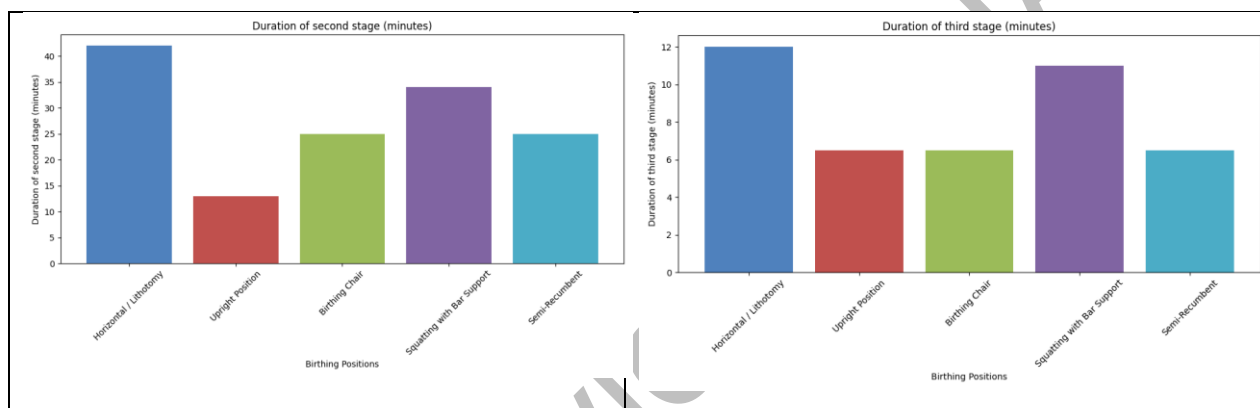 Duration of second stage (minutes)
Duration of second stage (minutes)
40
35
30
25
20
15
10
5
0
Horizontal / Lithotomy
Upright Position
Birthing Chair
Squatting with Bar Support
Semi-Recumbent
Birthing Positions
Duration of third stage (minutes)
Duration of third stage (minutes)
12
10
8
6
4
2
0
Horizontal / Lithotomy
Upright Position
Birthing Chair
Squatting with Bar Support
Semi-Recumbent
Birthing Positions